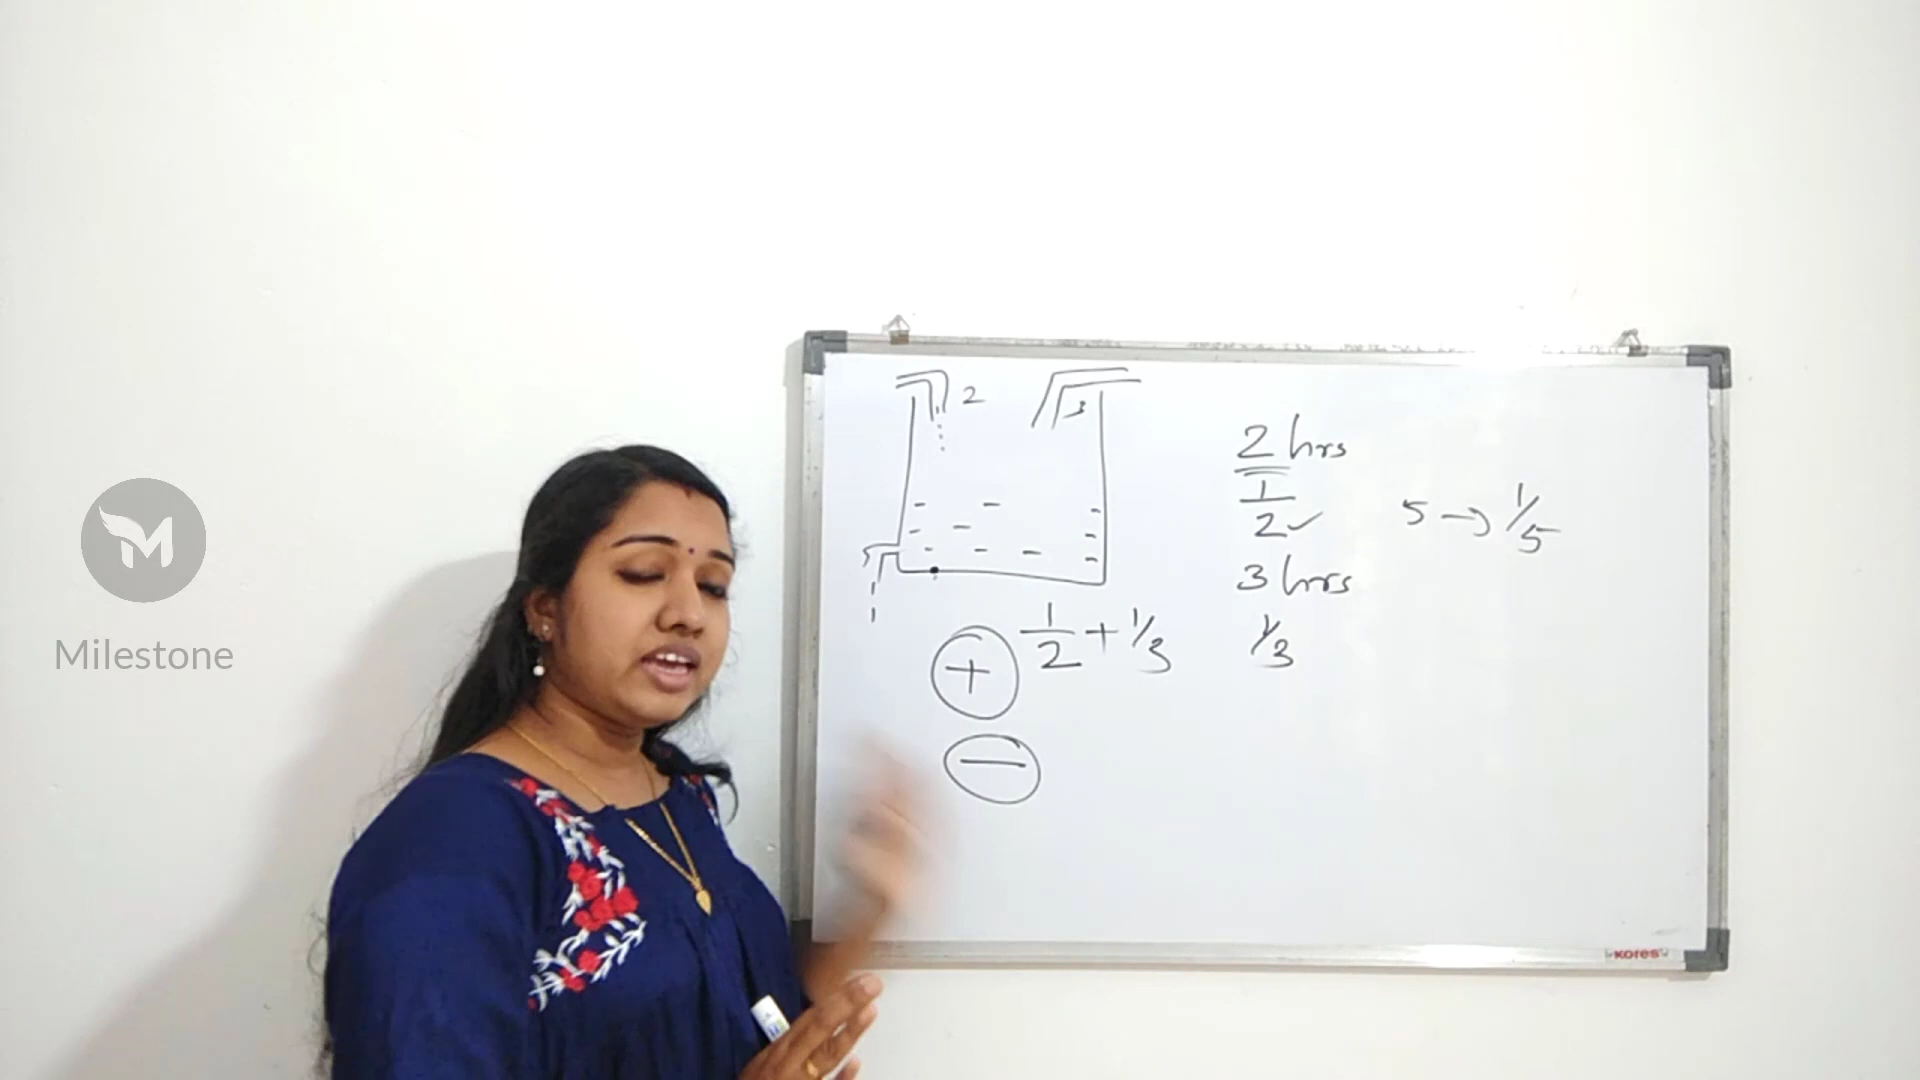 2 3
2 hrs
1/2 ✓
5 → 1/5
3 hrs
1/3
+ 1/2 + 1/3
−
M
Milestone
Kores